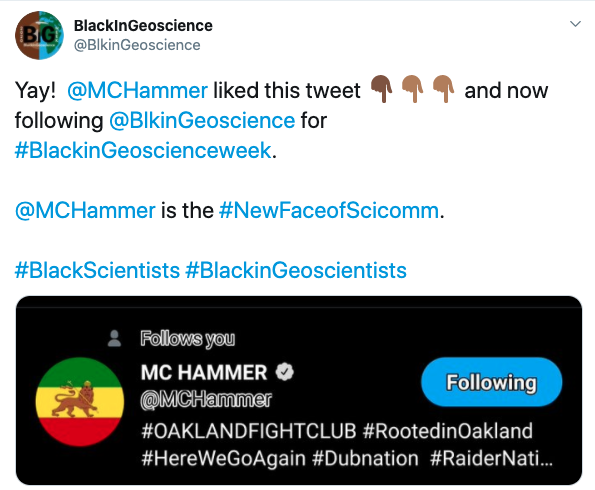 BlackInGeoscience
@BlkinGeoscience
Yay! @MCHammer liked this tweet 👇🏿👇🏽👇🏽 and now
following @BlkinGeoscience for
#BlackinGeoscienceweek.
@MCHammer is the #NewFaceofScicomm.
#BlackScientists #BlackinGeoscientists
Follows you
MC HAMMER
@MCHammer
Following
#OAKLANDFIGHTCLUB #RootedinOakland
#HereWeGoAgain #Dubnation #RaiderNati...
BiG